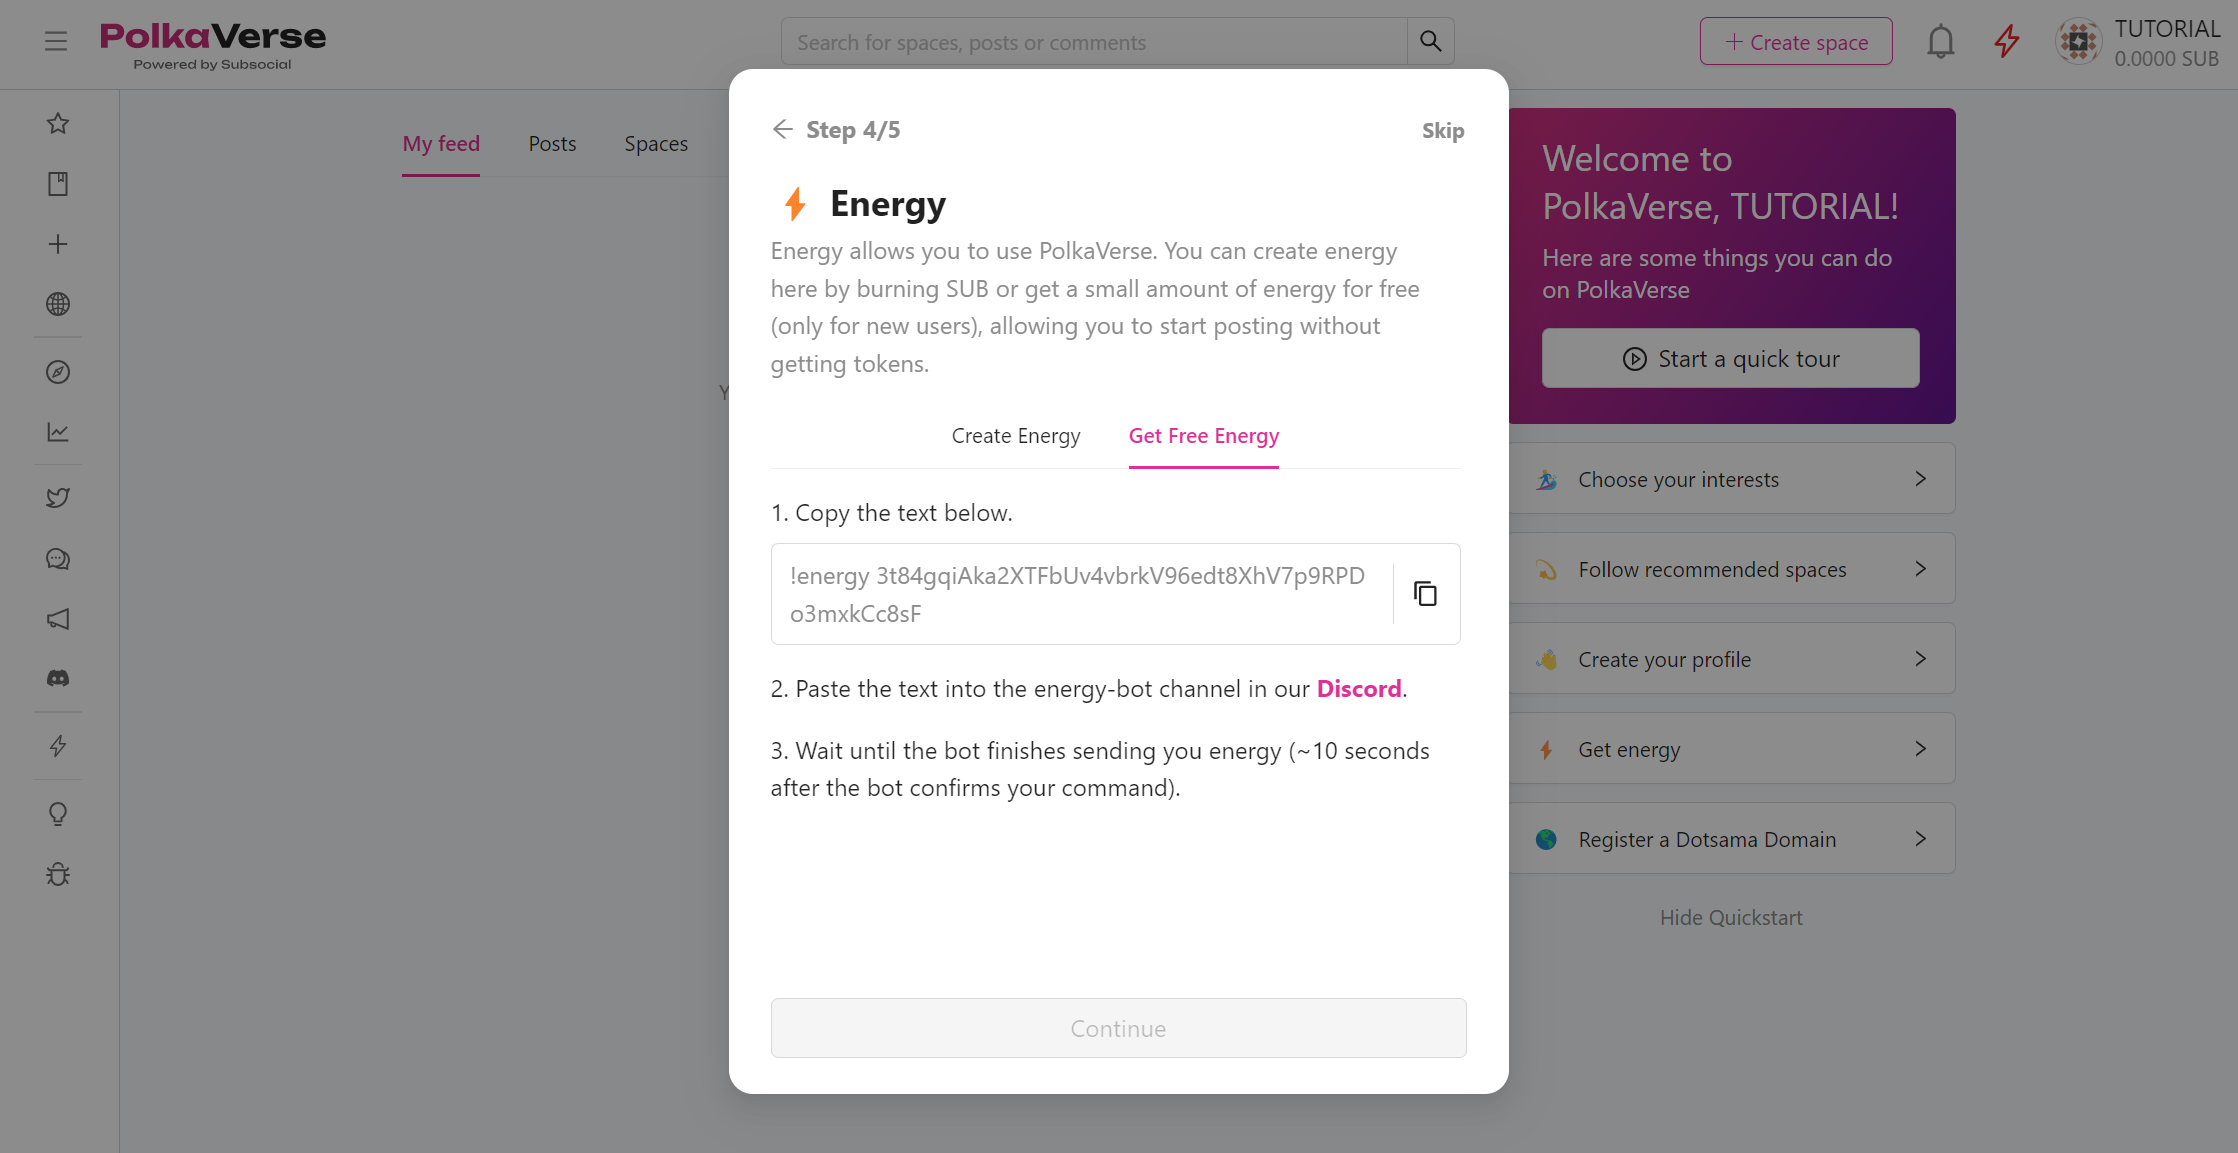 PolkaVerse
Powered by Subsocial
Search for spaces, posts or comments
+ Create space
TUTORIAL
0.0000 SUB
My feed
Posts
Spaces
Y
← Step 4/5
Skip
Energy
Energy allows you to use PolkaVerse. You can create energy
here by burning SUB or get a small amount of energy for free
(only for new users), allowing you to start posting without
getting tokens.
Create Energy
Get Free Energy
1. Copy the text below.
!energy 3t84gqiAka2XTFbUv4vbrkV96edt8XhV7p9RPD
o3mxkCc8sF
2. Paste the text into the energy-bot channel in our Discord.
3. Wait until the bot finishes sending you energy (~10 seconds
after the bot confirms your command).
Continue
Welcome to
PolkaVerse, TUTORIAL!
Here are some things you can do
on PolkaVerse
Start a quick tour
Choose your interests
Follow recommended spaces
Create your profile
Get energy
Register a Dotsama Domain
Hide Quickstart